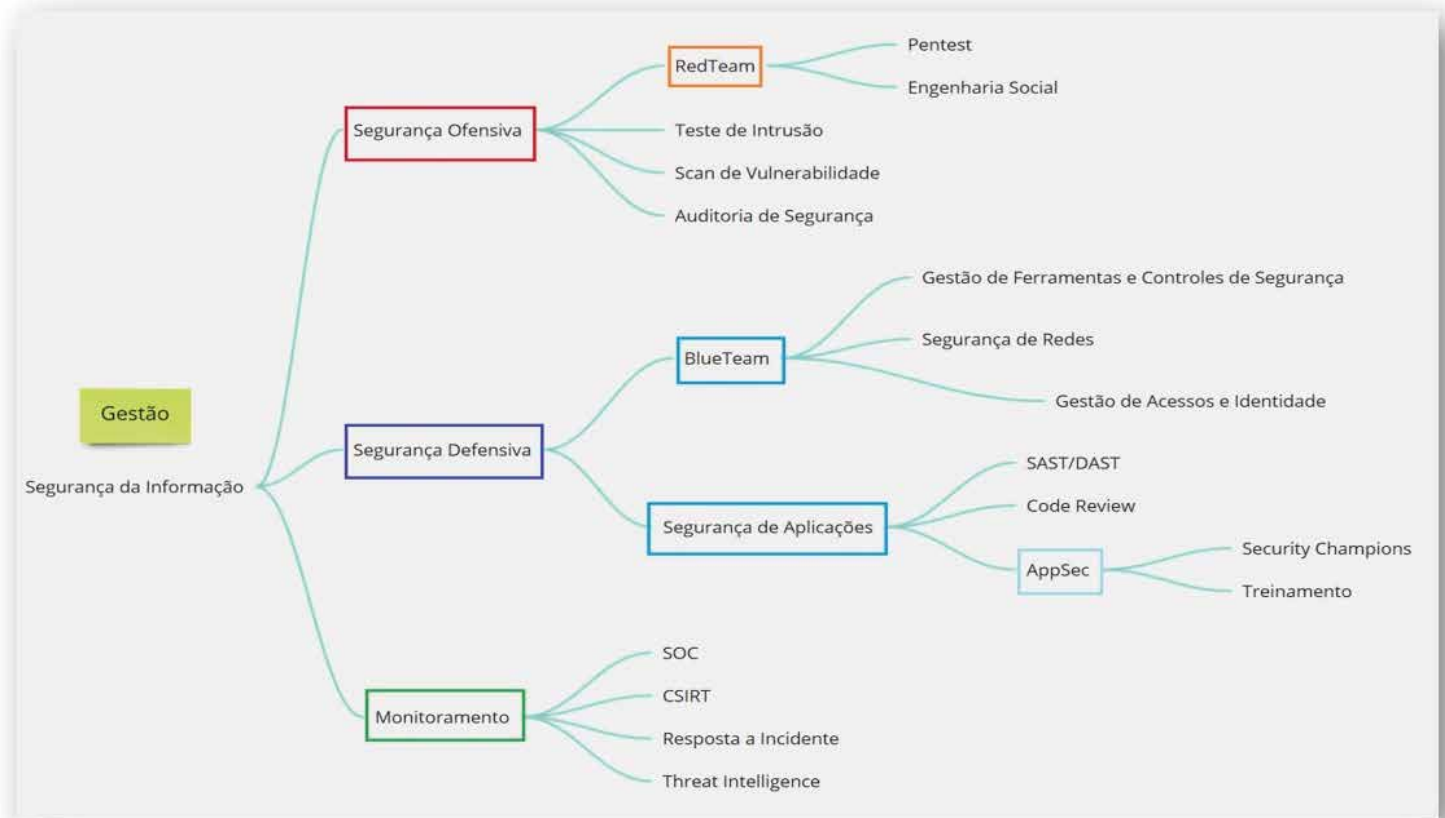 Gestão
Segurança da Informação
Segurança Ofensiva
RedTeam
Pentest
Engenharia Social
Teste de Intrusão
Scan de Vulnerabilidade
Auditoria de Segurança
Segurança Defensiva
BlueTeam
Gestão de Ferramentas e Controles de Segurança
Segurança de Redes
Gestão de Acessos e Identidade
Segurança de Aplicações
SAST/DAST
Code Review
AppSec
Security Champions
Treinamento
Monitoramento
SOC
CSIRT
Resposta a Incidente
Threat Intelligence